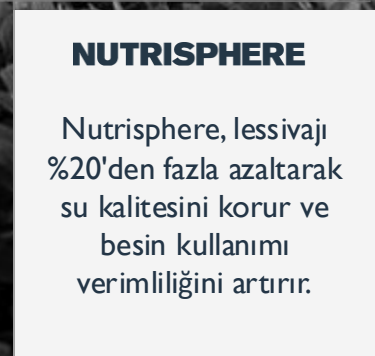 NUTRISPHERE
Nutrisphere, lessivajı
%20'den fazla azaltarak
su kalitesini korur ve
besin kullanımı
verimliliğini artırır.